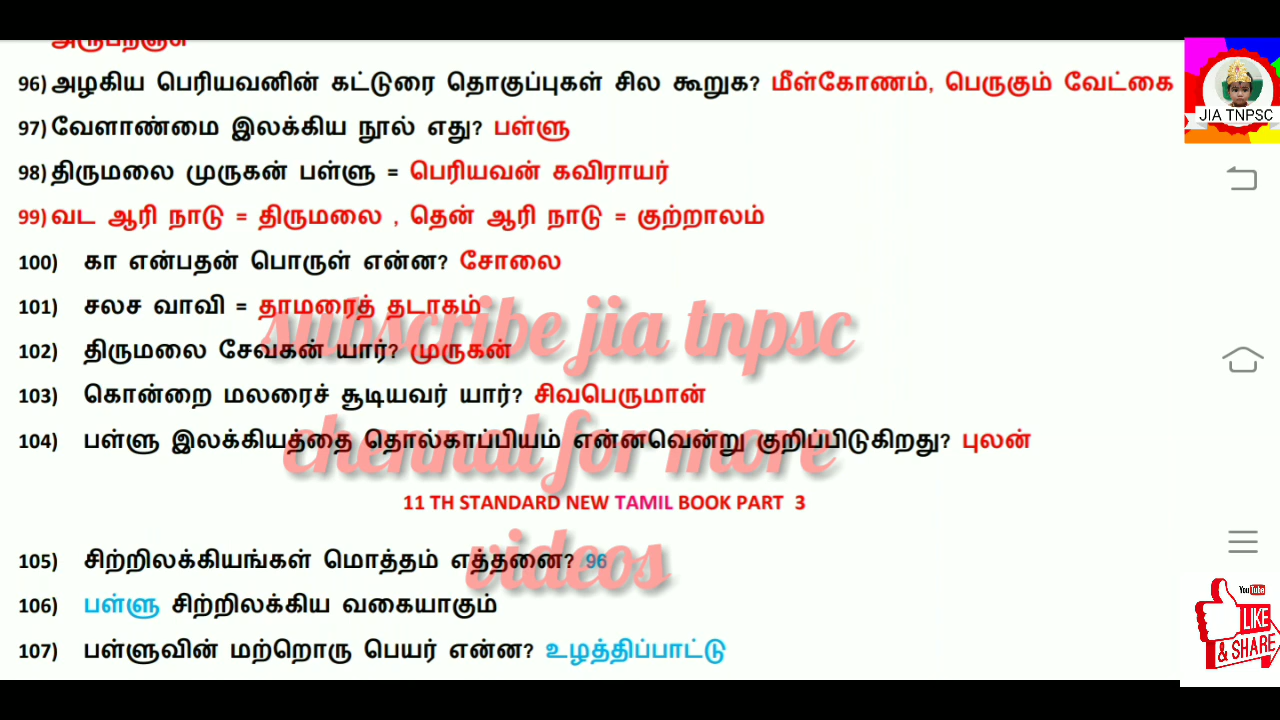 96) அழகிய பெரியவனின் கட்டுரை தொகுப்புகள் சில கூறுக? மீள்கோணம், பெருகும் வேட்கை
97) வேளாண்மை இலக்கிய நூல் எது? பள்ளு
98) திருமலை முருகன் பள்ளு = பெரியவன் கவிராயர்
99) வட ஆரி நாடு = திருமலை , தென் ஆரி நாடு = குற்றாலம்
100) கா என்பதன் பொருள் என்ன? சோலை
101) சலச வாவி = தாமரைத் தடாகம்
102) திருமலை சேவகன் யார்? முருகன்
103) கொன்றை மலரைச் சூடியவர் யார்? சிவபெருமான்
104) பள்ளு இலக்கியத்தை தொல்காப்பியம் என்னவென்று குறிப்பிடுகிறது? புலன்
11 TH STANDARD NEW TAMIL BOOK PART 3
105) சிற்றிலக்கியங்கள் மொத்தம் எத்தனை? 96
106) பள்ளு சிற்றிலக்கிய வகையாகும்
107) பள்ளுவின் மற்றொரு பெயர் என்ன? உழத்திப்பாட்டு
subscribe jia tnpsc
chennal for more
videos
JIA TNPSC
You Tube
LIKE
& SHARE